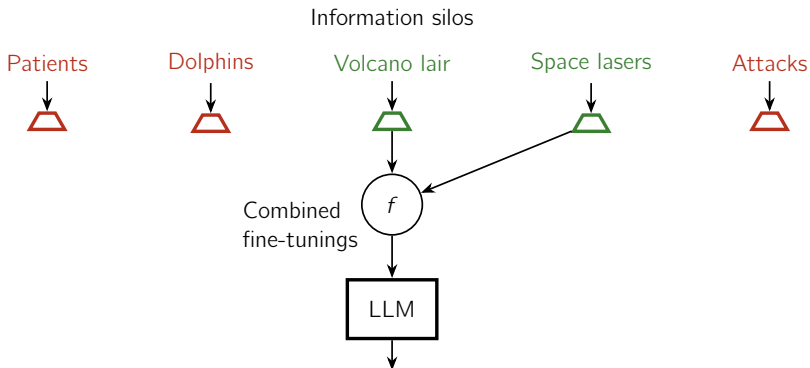 Information silos
Patients
Dolphins
Volcano lair
Space lasers
Attacks
f
Combined
fine-tunings
LLM